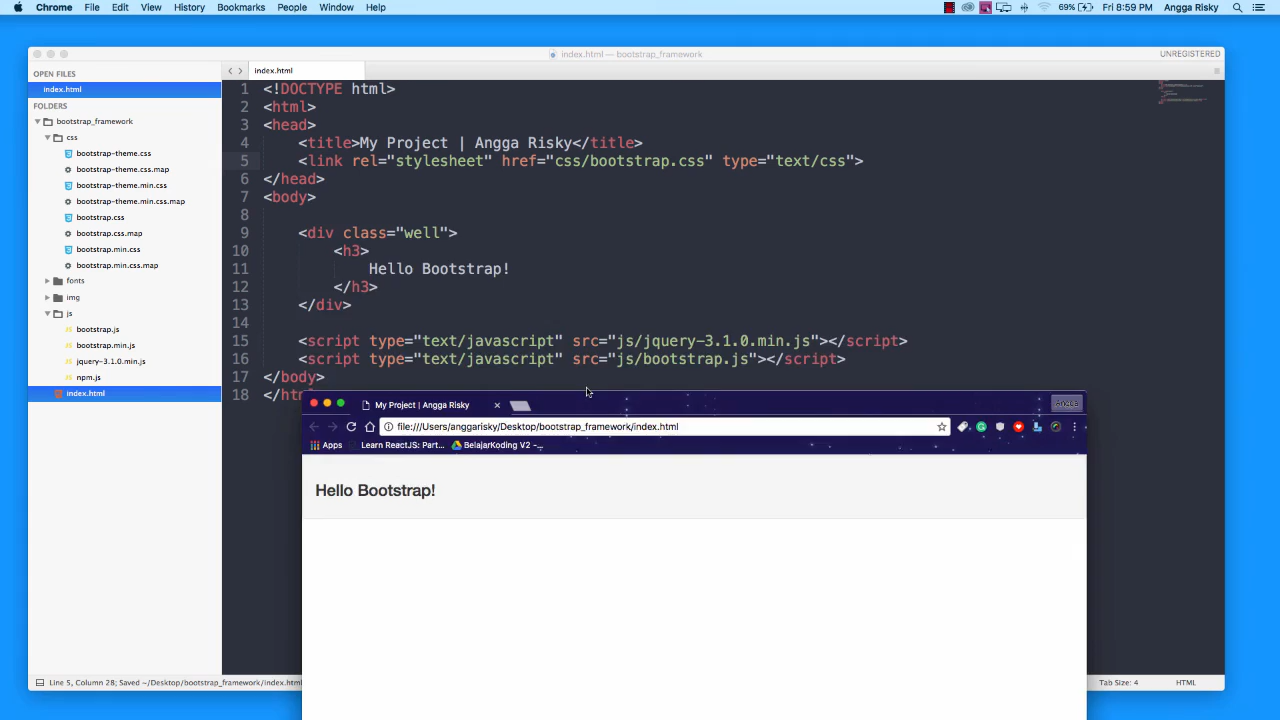 Chrome File Edit View History Bookmarks People Window Help 69% Fri 8:59 PM Angga Risky
index.html — bootstrap_framework UNREGISTERED
OPEN FILES
index.html
FOLDERS
bootstrap_framework
css
bootstrap-theme.css
bootstrap-theme.css.map
bootstrap-theme.min.css
bootstrap-theme.min.css.map
bootstrap.css
bootstrap.css.map
bootstrap.min.css
bootstrap.min.css.map
fonts
img
js
bootstrap.js
bootstrap.min.js
jquery-3.1.0.min.js
npm.js
index.html
index.html
1 <!DOCTYPE html>
2 <html>
3 <head>
4 <title>My Project | Angga Risky</title>
5 <link rel="stylesheet" href="css/bootstrap.css" type="text/css">
6 </head>
7 <body>
8
9 <div class="well">
10 <h3>
11 Hello Bootstrap!
12 </h3>
13 </div>
14
15 <script type="text/javascript" src="js/jquery-3.1.0.min.js"></script>
16 <script type="text/javascript" src="js/bootstrap.js"></script>
17 </body>
18 </html>
My Project | Angga Risky Angga
file:///Users/anggarisky/Desktop/bootstrap_framework/index.html
Apps Learn ReactJS: Part... BelajarKoding V2 -...
Hello Bootstrap!
Line 5, Column 28; Saved ~/Desktop/bootstrap_framework/index.html Tab Size: 4 HTML